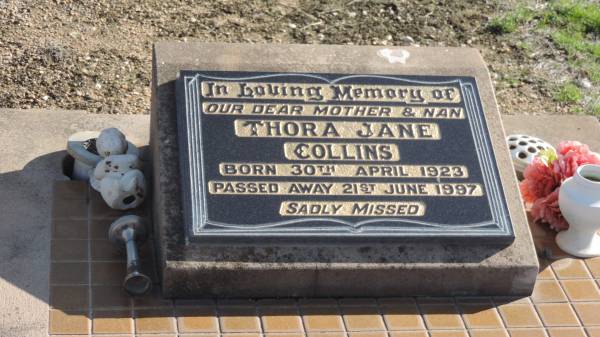 In Loving Memory of
OUR DEAR MOTHER & NAN
THORA JANE
COLLINS
BORN 30TH APRIL 1923
PASSED AWAY 21ST JUNE 1997
SADLY MISSED